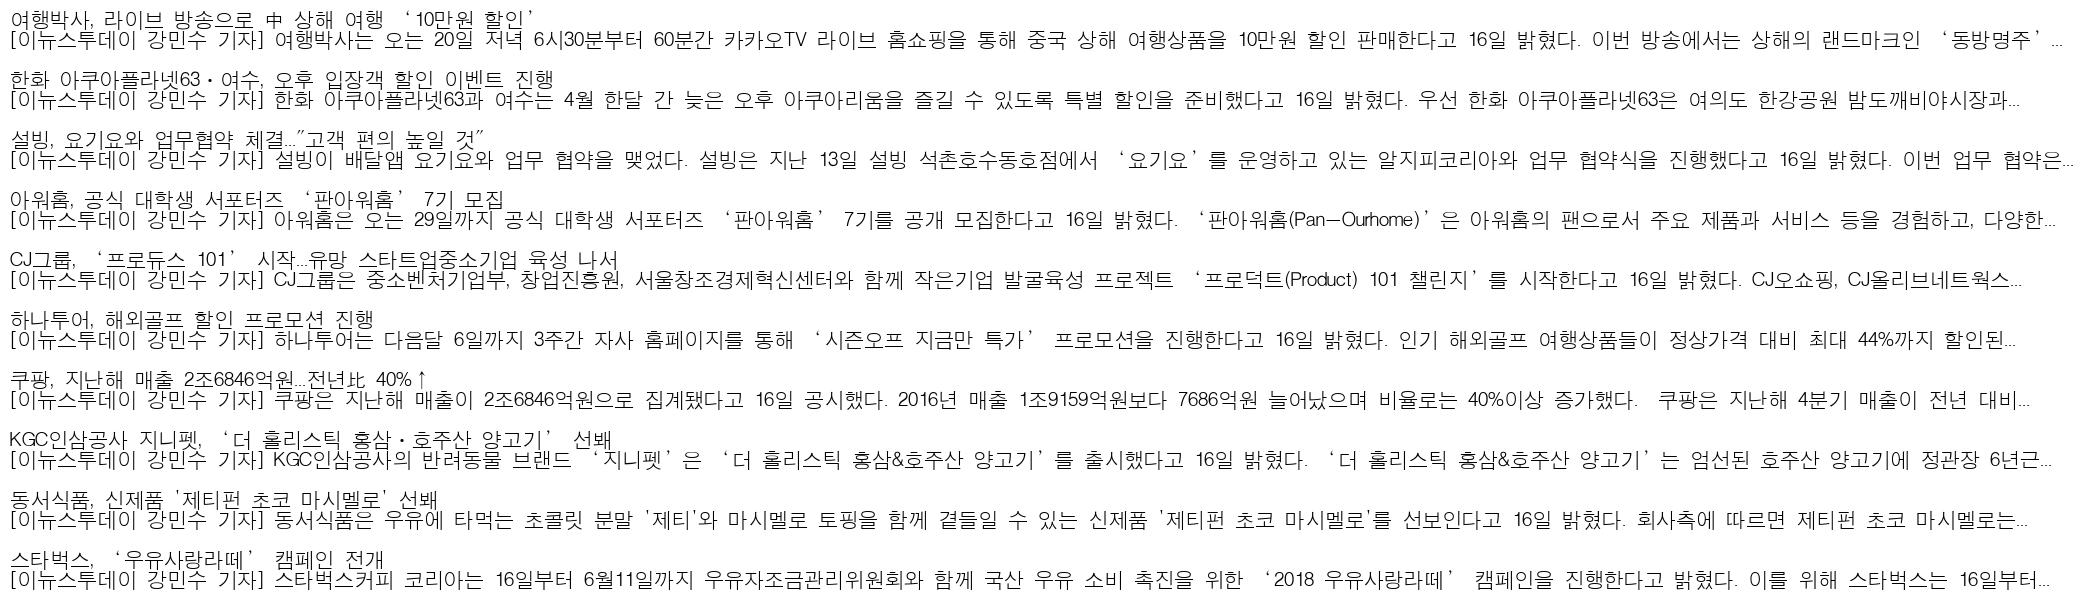 여행박사, 라이브 방송으로 中 상해 여행 ‘10만원 할인’
[이뉴스투데이 강민수 기자] 여행박사는 오는 20일 저녁 6시30분부터 60분간 카카오TV 라이브 홈쇼핑을 통해 중국 상해 여행상품을 10만원 할인 판매한다고 16일 밝혔다. 이번 방송에서는 상해의 랜드마크인 ‘동방명주’...
한화 아쿠아플라넷63·여수, 오후 입장객 할인 이벤트 진행
[이뉴스투데이 강민수 기자] 한화 아쿠아플라넷63과 여수는 4월 한달 간 늦은 오후 아쿠아리움을 즐길 수 있도록 특별 할인을 준비했다고 16일 밝혔다. 우선 한화 아쿠아플라넷63은 여의도 한강공원 밤도깨비야시장과...
설빙, 요기요와 업무협약 체결..."고객 편의 높일 것"
[이뉴스투데이 강민수 기자] 설빙이 배달앱 요기요와 업무 협약을 맺었다. 설빙은 지난 13일 설빙 석촌호수동호점에서 ‘요기요’를 운영하고 있는 알지피코리아와 업무 협약식을 진행했다고 16일 밝혔다. 이번 업무 협약은...
아워홈, 공식 대학생 서포터즈 ‘판아워홈’ 7기 모집
[이뉴스투데이 강민수 기자] 아워홈은 오는 29일까지 공식 대학생 서포터즈 ‘판아워홈’ 7기를 공개 모집한다고 16일 밝혔다. ‘판아워홈(Pan-Ourhome)’은 아워홈의 팬으로서 주요 제품과 서비스 등을 경험하고, 다양한...
CJ그룹, ‘프로듀스 101’ 시작...유망 스타트업중소기업 육성 나서
[이뉴스투데이 강민수 기자] CJ그룹은 중소벤처기업부, 창업진흥원, 서울창조경제혁신센터와 함께 작은기업 발굴육성 프로젝트 ‘프로덕트(Product) 101 챌린지’를 시작한다고 16일 밝혔다. CJ오쇼핑, CJ올리브네트웍스...
하나투어, 해외골프 할인 프로모션 진행
[이뉴스투데이 강민수 기자] 하나투어는 다음달 6일까지 3주간 자사 홈페이지를 통해 ‘시즌오프 지금만 특가’ 프로모션을 진행한다고 16일 밝혔다. 인기 해외골프 여행상품들이 정상가격 대비 최대 44%까지 할인된...
쿠팡, 지난해 매출 2조6846억원...전년比 40%↑
[이뉴스투데이 강민수 기자] 쿠팡은 지난해 매출이 2조6846억원으로 집계됐다고 16일 공시했다. 2016년 매출 1조9159억원보다 7686억원 늘어났으며 비율로는 40%이상 증가했다.  쿠팡은 지난해 4분기 매출이 전년 대비...
KGC인삼공사 지니펫, ‘더 홀리스틱 홍삼·호주산 양고기’ 선봬
[이뉴스투데이 강민수 기자] KGC인삼공사의 반려동물 브랜드 ‘지니펫’은 ‘더 홀리스틱 홍삼&호주산 양고기’를 출시했다고 16일 밝혔다. ‘더 홀리스틱 홍삼&호주산 양고기’는 엄선된 호주산 양고기에 정관장 6년근...
동서식품, 신제품 '제티펀 초코 마시멜로' 선봬
[이뉴스투데이 강민수 기자] 동서식품은 우유에 타먹는 초콜릿 분말 '제티'와 마시멜로 토핑을 함께 곁들일 수 있는 신제품 '제티펀 초코 마시멜로'를 선보인다고 16일 밝혔다. 회사측에 따르면 제티펀 초코 마시멜로는...
스타벅스, ‘우유사랑라떼’ 캠페인 전개
[이뉴스투데이 강민수 기자] 스타벅스커피 코리아는 16일부터 6월11일까지 우유자조금관리위원회와 함께 국산 우유 소비 촉진을 위한 ‘2018 우유사랑라떼’ 캠페인을 진행한다고 밝혔다. 이를 위해 스타벅스는 16일부터...